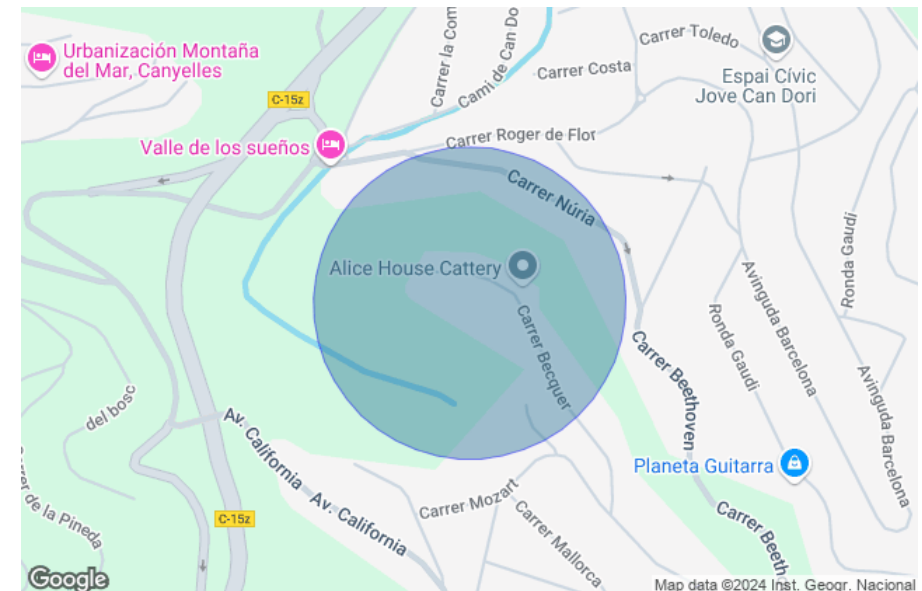 Urbanización Montaña
del Mar, Canyelles
C-15z
Valle de los sueños
Carrer la Com
Cami de Can Do
Carrer Toledo
Carrer Costa
Espai Cívic
Jove Can Dori
Carrer Roger de Flor
Carrer Núria
Alice House Cattery
Carrer Becquer
Carrer Beethoven
Ronda Gaudí
Avinguda Barcelona
Ronda Gaudí
Avinguda Barcelona
del bosc
Av. California
Av. California
Planeta Guitarra
Carrer Mozart
Carrer Mallorca
Carrer Beetho
Carrer de la Pineda
C-15z
Google
Map data ©2024 Inst. Geogr. Nacional